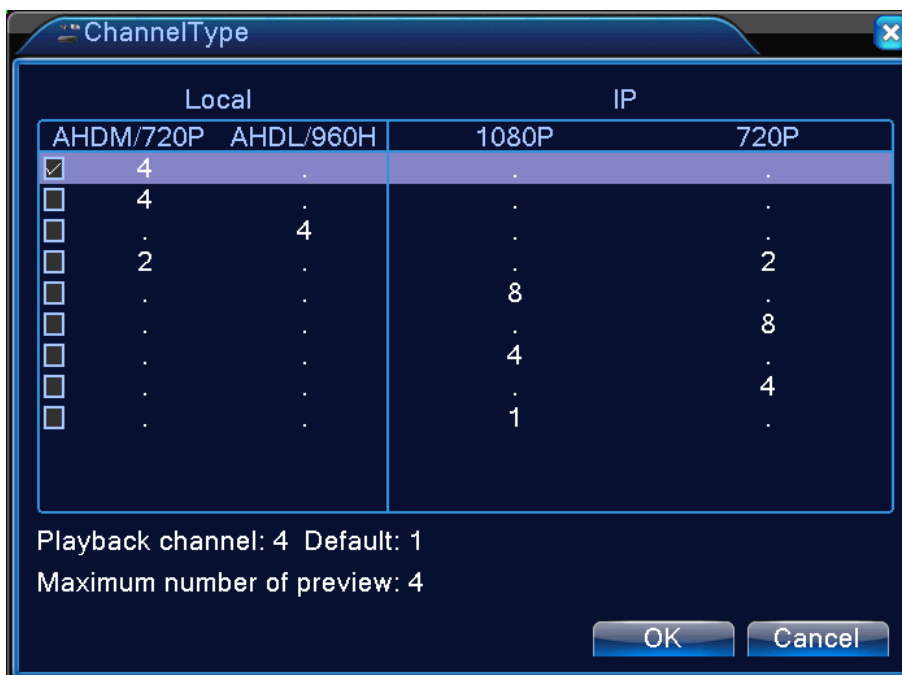 ChannelType
Local IP
AHDM/720P AHDL/960H 1080P 720P
4 . . .
4 . . .
. 4 . .
2 . . 2
. . 8 .
. . . 8
. . 4 .
. . . 4
. . 1 .
Playback channel: 4 Default: 1
Maximum number of preview: 4
OK Cancel